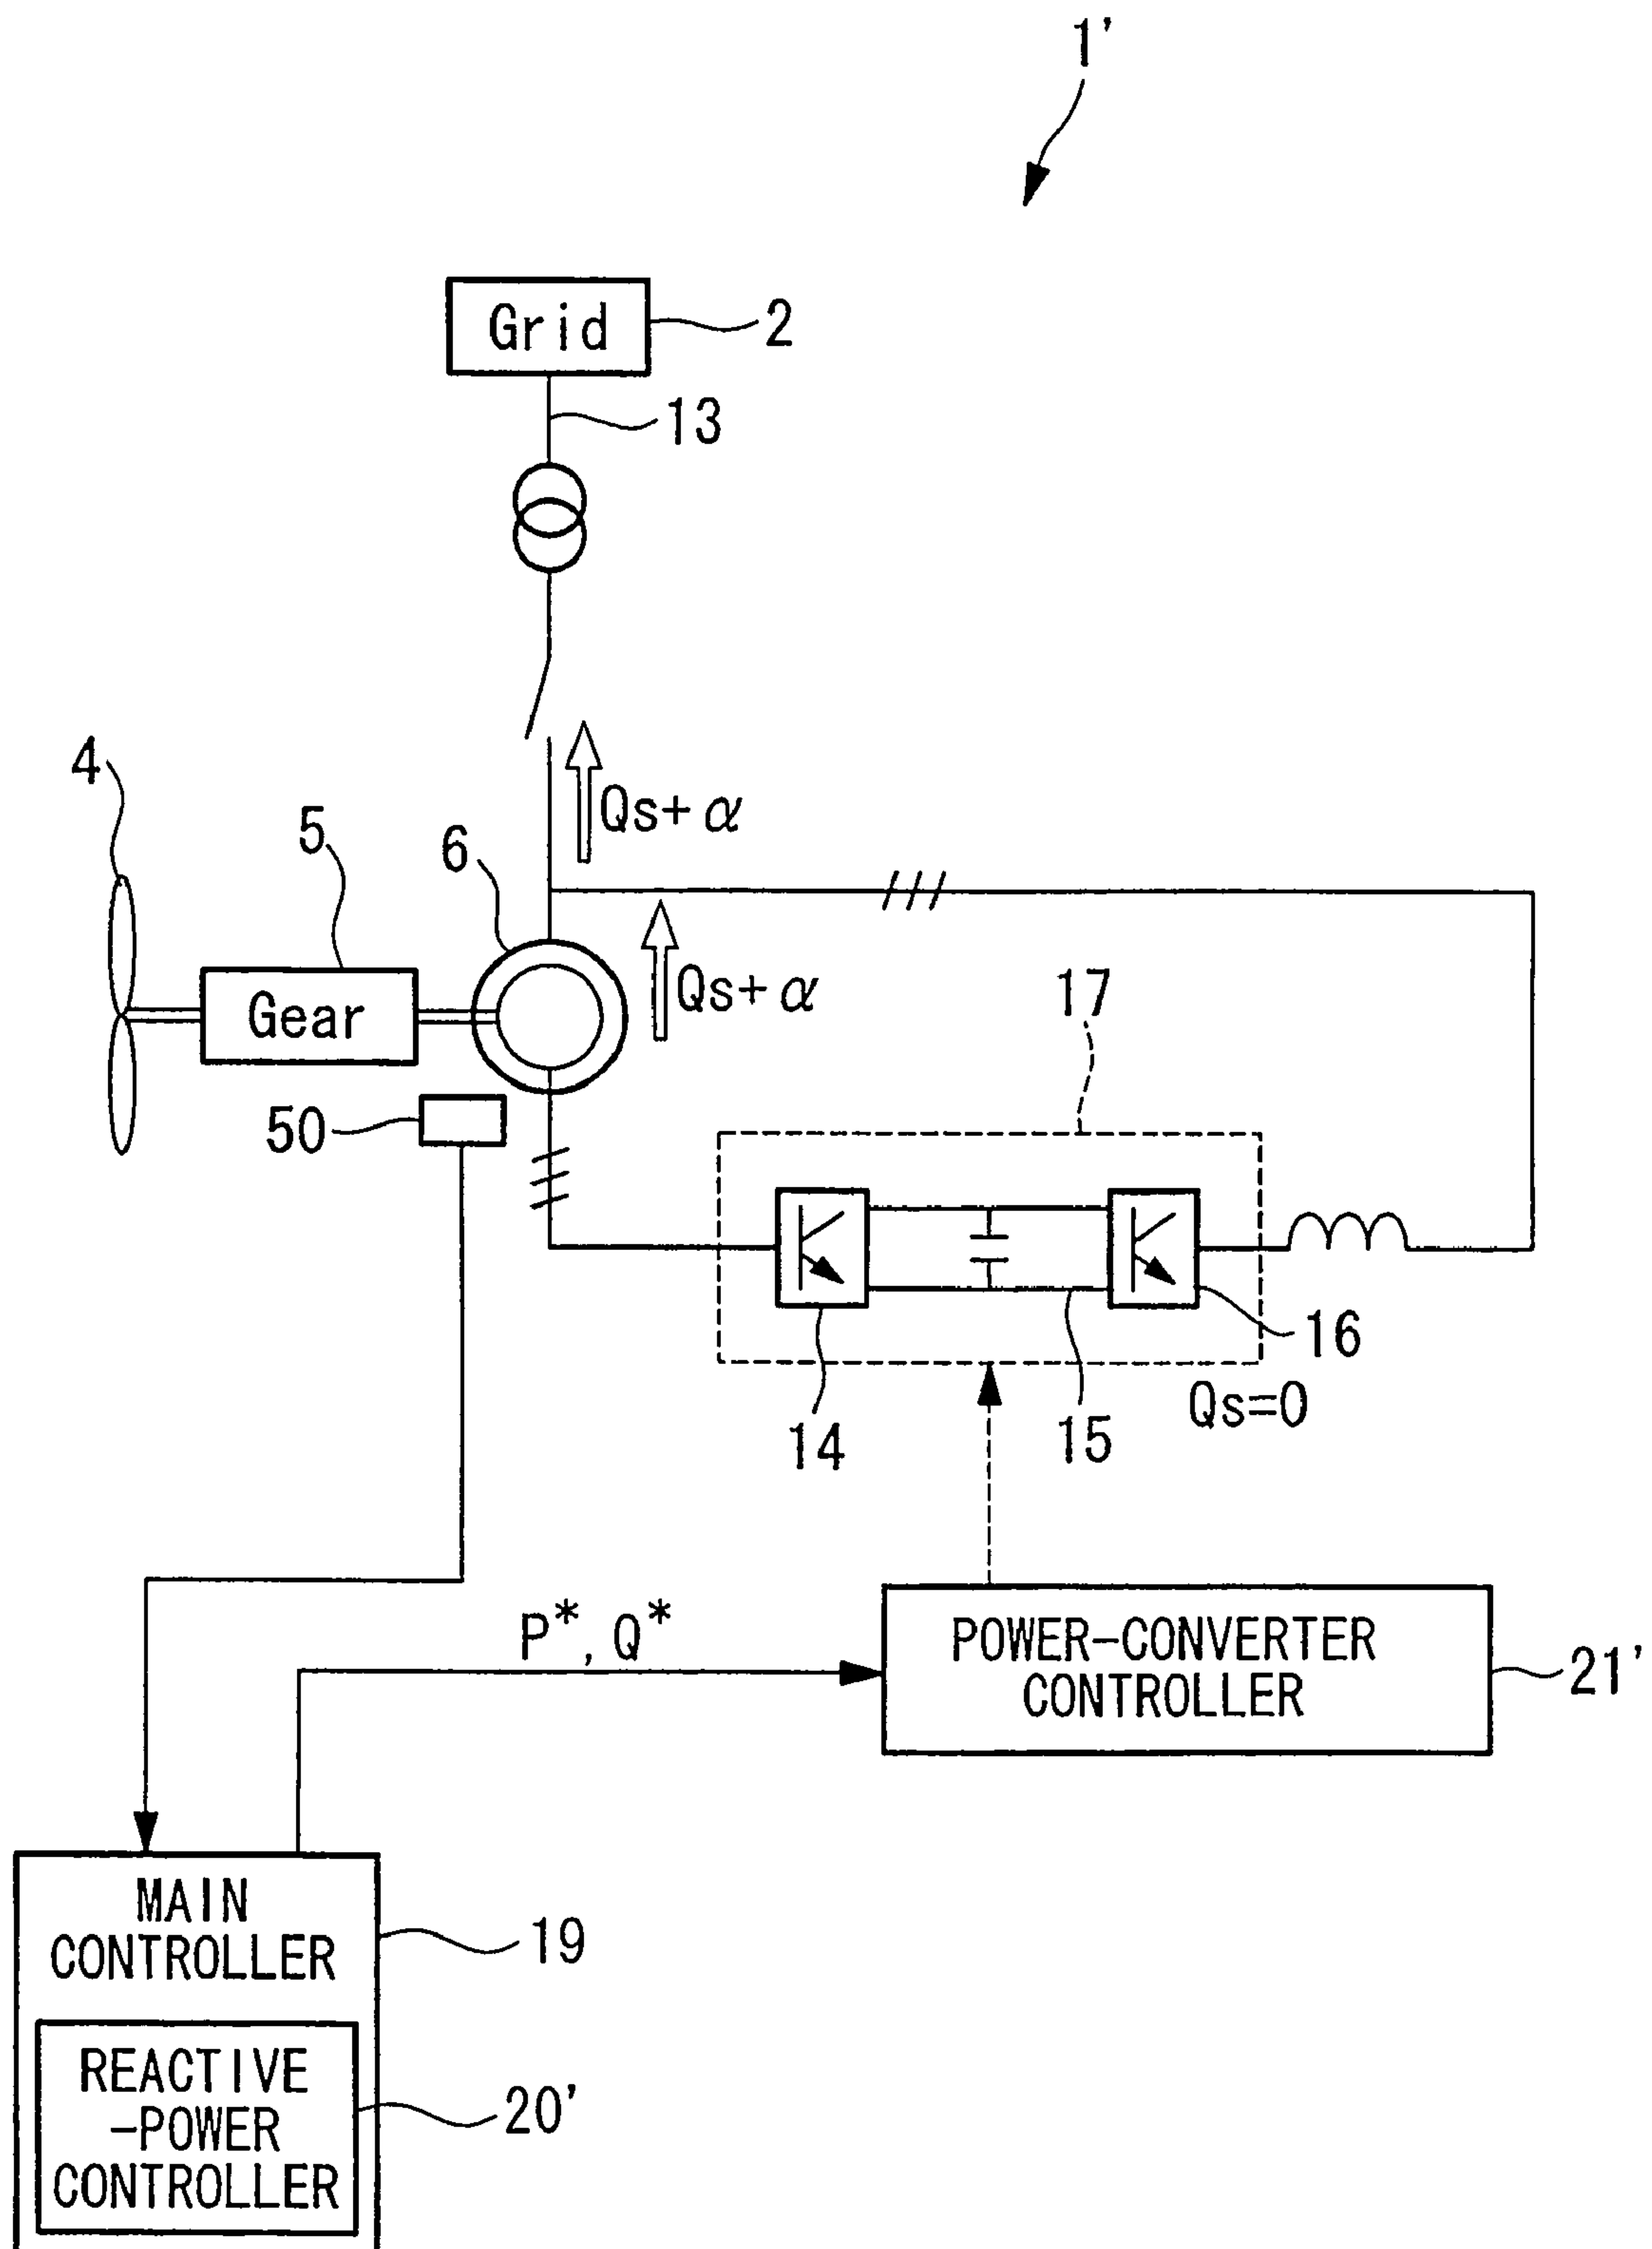 1'
Grid
2
13
4
5
6
Qs+α
Qs+α
Gear
17
50
14
15
16
Qs=0
P*, Q*
POWER-CONVERTER
CONTROLLER
21'
MAIN
CONTROLLER
19
REACTIVE
-POWER
CONTROLLER
20'